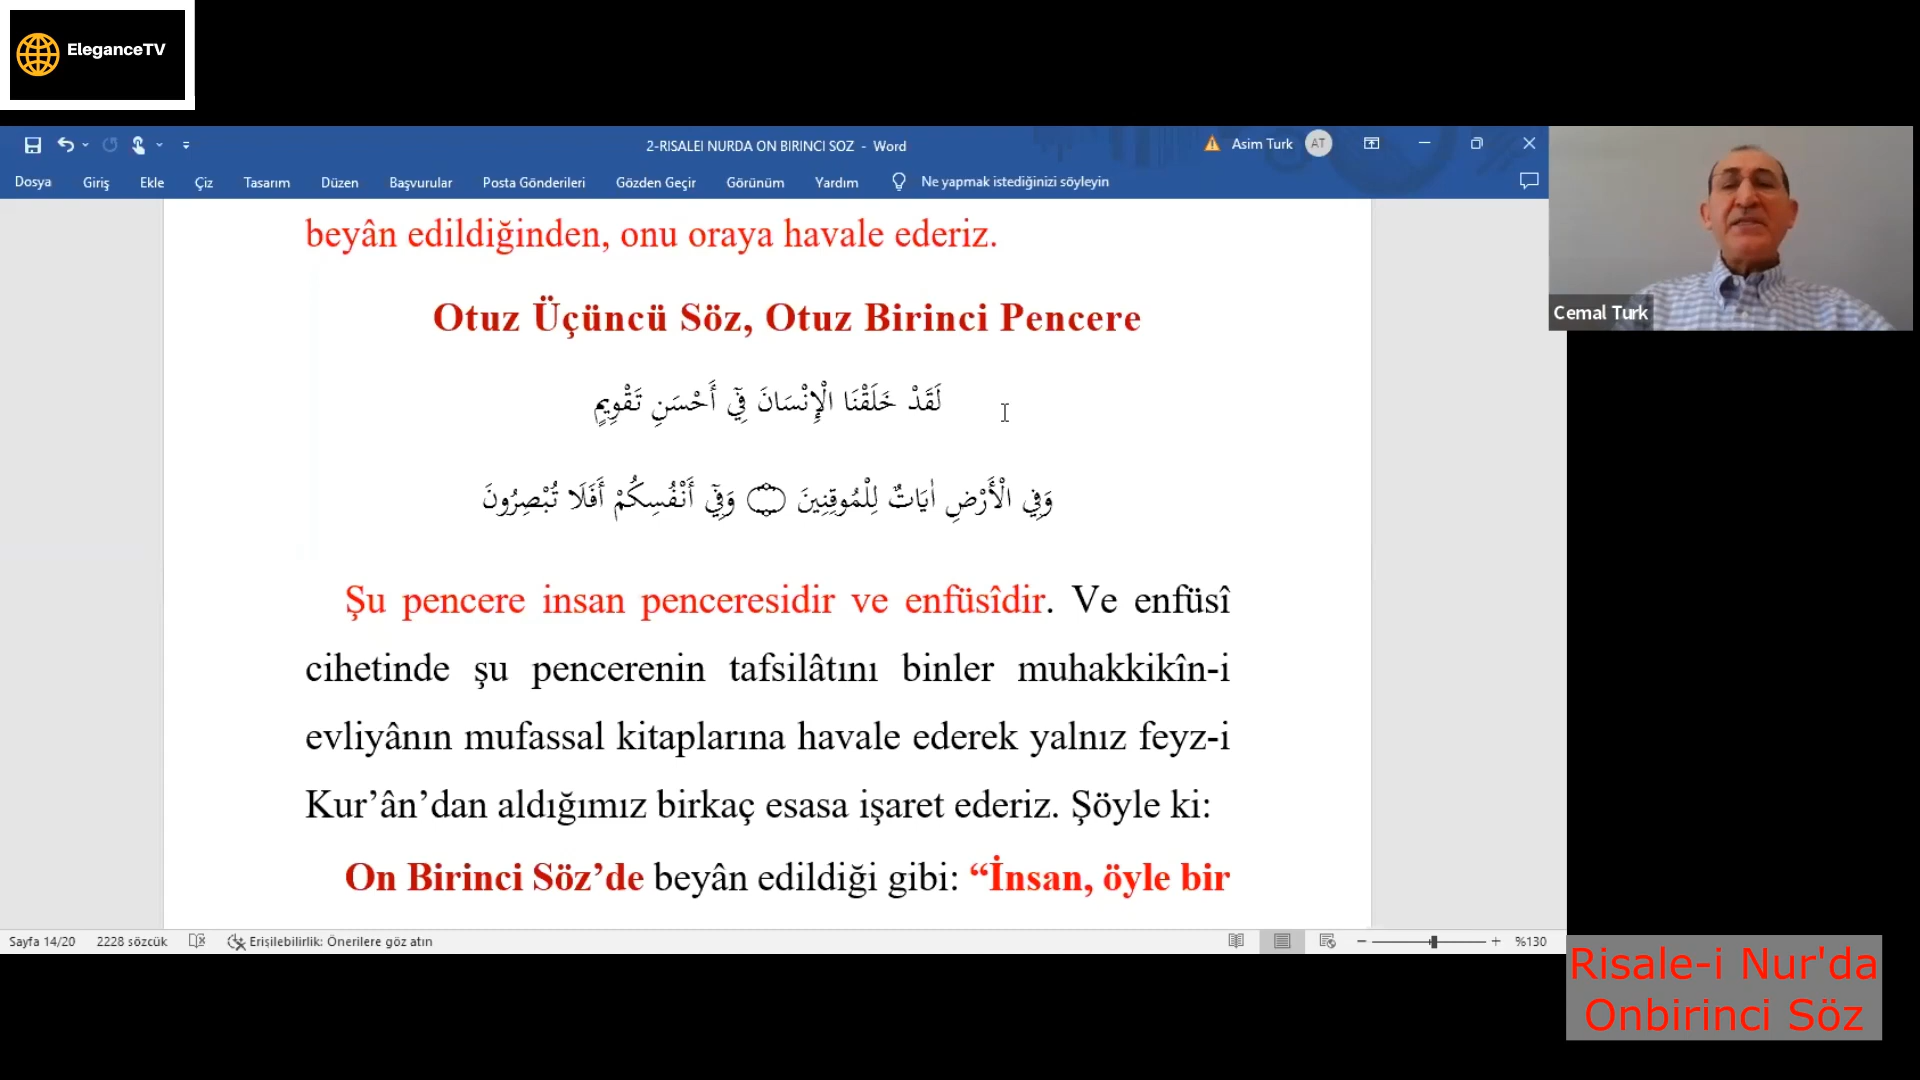 EleganceTV
2-RISALEI NURDA ON BIRINCI SOZ - Word
Asim Turk
AT
Dosya Giriş Ekle Çiz Tasarım Düzen Başvurular Posta Gönderileri Gözden Geçir Görünüm Yardım Ne yapmak istediğinizi söyleyin
beyân edildiğinden, onu oraya havale ederiz.
Otuz Üçüncü Söz, Otuz Birinci Pencere
لَقَدْ خَلَقْنَا الْإِنْسَانَ فِٓي أَحْسَنِ تَقْوِيمٍ
وَفِي الْأَرْضِ اٰيَاتٌ لِلْمُوقِنِينَ ۝ وَفِٓي أَنْفُسِكُمْ أَفَلَا تُبْصِرُونَ
Şu pencere insan penceresidir ve enfüsîdir. Ve enfüsî
cihetinde şu pencerenin tafsilâtını binler muhakkikîn-i
evliyânın mufassal kitaplarına havale ederek yalnız feyz-i
Kur’ân’dan aldığımız birkaç esasa işaret ederiz. Şöyle ki:
On Birinci Söz’de beyân edildiği gibi: “İnsan, öyle bir
Sayfa 14/20 2228 sözcük Erişilebilirlik: Önerilere göz atın %130
Cemal Turk
Risale-i Nur'da
Onbirinci Söz